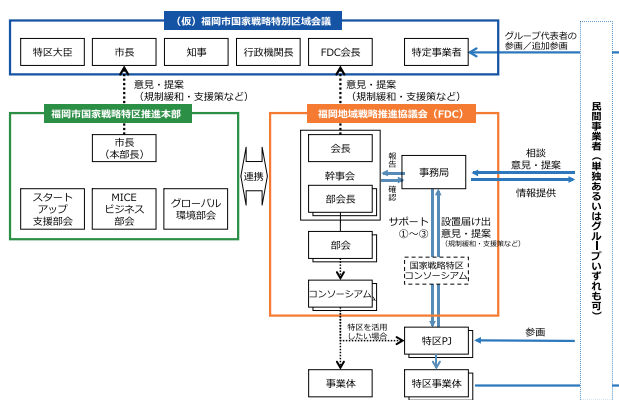 （仮）福岡市国家戦略特別区域会議
特区大臣
市長
知事
行政機関長
FDC会長
特定事業者
グループ代表者の
参画／追加参画
意見・提案
（規制緩和・支援策など）
意見・提案
（規制緩和・支援策など）
福岡市国家戦略特区推進本部
市長
（本部長）
スタート
アップ
支援部会
MICE
ビジネス
部会
グローバル
環境部会
連携
福岡地域戦略推進協議会（FDC）
会長
幹事会
部会長
報告
確認
事務局
部会
コンソーシアム
サポート
①～③
設置届け出
意見・提案
（規制緩和・支援策など）
国家戦略特区
コンソーシアム
相談
意見・提案
情報提供
特区を活用
したい場合
特区PJ
参画
事業体
特区事業体
民間事業者（単独あるいはグループいずれも可）